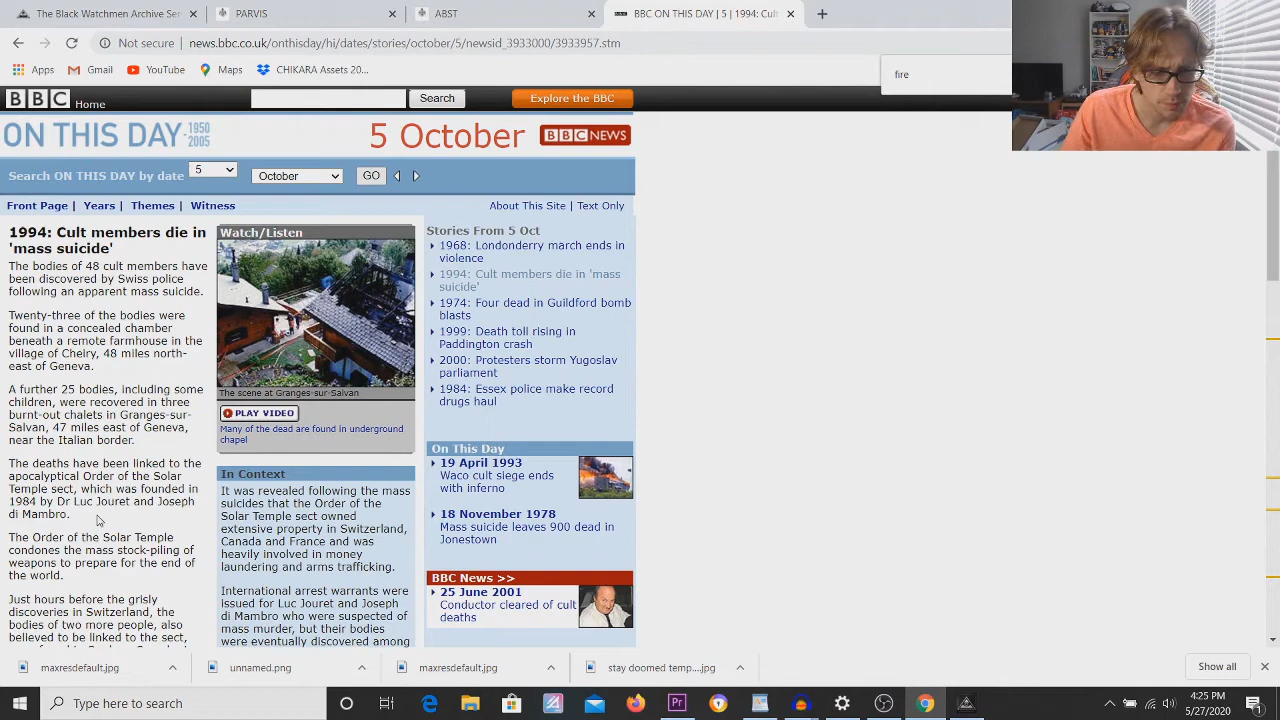 The Black Watchmen Archive Ser
PARVIS
ABST
BBC ON THIS DAY | 5 | 1994: Cult
Not secure | news.bbc.co.uk/onthisday/hi/dates/stories/october/5/newsid_3933000/3933957.stm
Apps
Gmail
YouTube
Maps
CHIKARA Assets 20...
fire
BBC Home
Search
Explore the BBC
ON THIS DAY 1950 2005
5 October
BBC NEWS
Search ON THIS DAY by date
5
October
GO
Front Page | Years | Themes | Witness
About This Site | Text Only
1994: Cult members die in
'mass suicide'
The bodies of 48 cult members have
been discovered by Swiss police
following an apparent mass suicide.
Twenty-three of the bodies were
found in a concealed chamber
beneath a remote farmhouse in the
village of Cheiry, 48 miles north-
east of Geneva.
A further 25 bodies, including some
children, were recovered in three
burnt-out chalets in Granges-sur-
Salvan, 47 miles east of Geneva,
near the Italian border.
The deaths have been linked to the
apocalyptical Order of the Solar
Temple sect, which was founded in
1984 by Dr Luc Jouret and Joseph
di Mambro.
The Order of the Solar Temple
condones the mass stock-piling of
weapons to prepare for the end of
the world.
Just hours before the grisly
discoveries in Switzerland, the
bodies of two more people, also
believed to be linked to the sect,
Watch/Listen
The scene at Granges-sur-Salvan
PLAY VIDEO
Many of the dead are found in underground
chapel
In Context
It was revealed following the mass
suicides that the Order of the
Solar Temple sect owned
extensive property in Switzerland,
Canada and France and was
heavily involved in money
laundering and arms trafficking.
International arrest warrants were
issued for Luc Jouret and Joseph
di Mambro who were suspected of
mass murder, but their bodies
were eventually discovered among
Stories From 5 Oct
1968: Londonderry march ends in
violence
1994: Cult members die in 'mass
suicide'
1974: Four dead in Guildford bomb
blasts
1999: Death toll rising in
Paddington crash
2000: Protesters storm Yugoslav
parliament
1984: Essex police make record
drugs haul
On This Day
19 April 1993
Waco cult siege ends
with inferno
18 November 1978
Mass suicide leaves 900 dead in
Jonestown
BBC News >>
25 June 2001
Conductor cleared of cult
deaths
maxresdefault.jpg
unnamed.png
maxresdefault.jpg
stay doomed temp....jpg
Show all
Type here to search
Pr
4:25 PM
5/27/2020
1